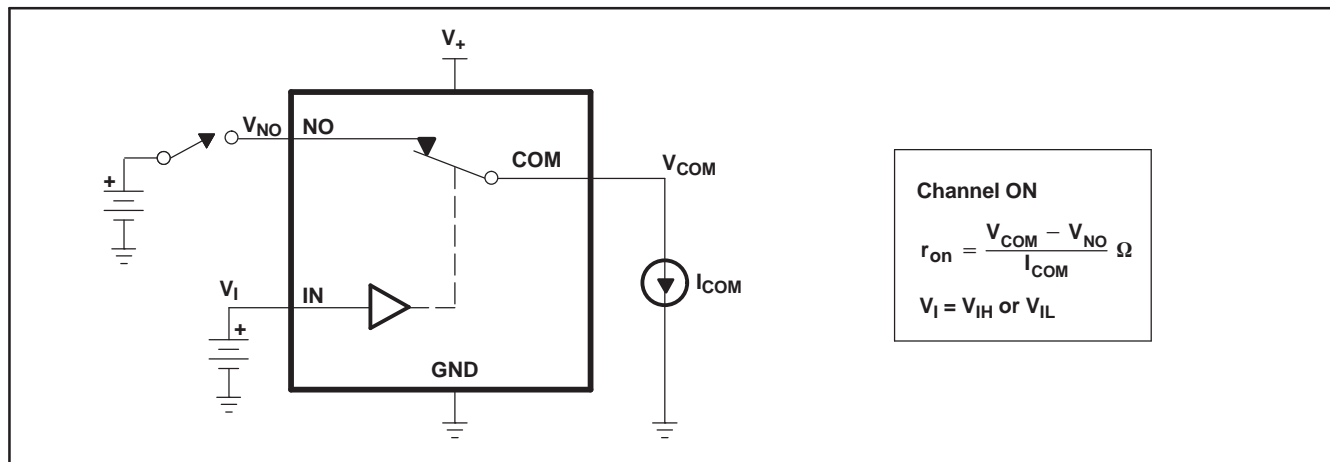 V+
VNO NO
COM VCOM
+
VI IN
+
ICOM
GND
Channel ON
ron = VCOM − VNO / ICOM Ω
VI = VIH or VIL